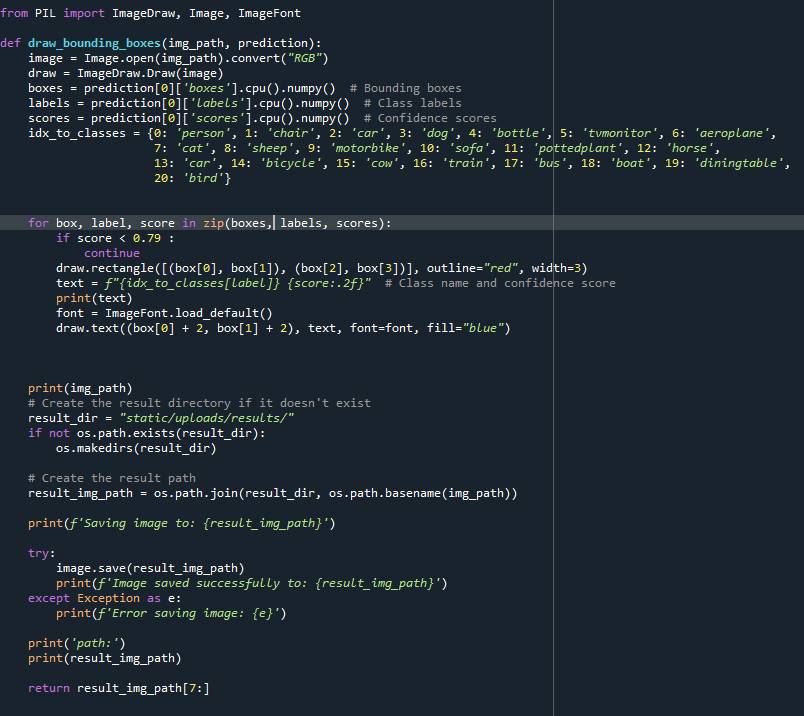 from PIL import ImageDraw, Image, ImageFont
def draw_bounding_boxes(img_path, prediction):
    image = Image.open(img_path).convert("RGB")
    draw = ImageDraw.Draw(image)
    boxes = prediction[0]['boxes'].cpu().numpy()  # Bounding boxes
    labels = prediction[0]['labels'].cpu().numpy()  # Class labels
    scores = prediction[0]['scores'].cpu().numpy()  # Confidence scores
    idx_to_classes = {0: 'person', 1: 'chair', 2: 'car', 3: 'dog', 4: 'bottle', 5: 'tvmonitor', 6: 'aeroplane',
                      7: 'cat', 8: 'sheep', 9: 'motorbike', 10: 'sofa', 11: 'pottedplant', 12: 'horse',
                      13: 'car', 14: 'bicycle', 15: 'cow', 16: 'train', 17: 'bus', 18: 'boat', 19: 'diningtable',
                      20: 'bird'}
    for box, label, score in zip(boxes, labels, scores):
        if score < 0.79 :
            continue
        draw.rectangle([(box[0], box[1]), (box[2], box[3])], outline="red", width=3)
        text = f"{idx_to_classes[label]} {score:.2f}"  # Class name and confidence score
        print(text)
        font = ImageFont.load_default()
        draw.text((box[0] + 2, box[1] + 2), text, font=font, fill="blue")
    print(img_path)
    # Create the result directory if it doesn't exist
    result_dir = "static/uploads/results/"
    if not os.path.exists(result_dir):
        os.makedirs(result_dir)
    # Create the result path
    result_img_path = os.path.join(result_dir, os.path.basename(img_path))
    print(f'Saving image to: {result_img_path}')
    try:
        image.save(result_img_path)
        print(f'Image saved successfully to: {result_img_path}')
    except Exception as e:
        print(f'Error saving image: {e}')
    print('path:')
    print(result_img_path)
    return result_img_path[7:]